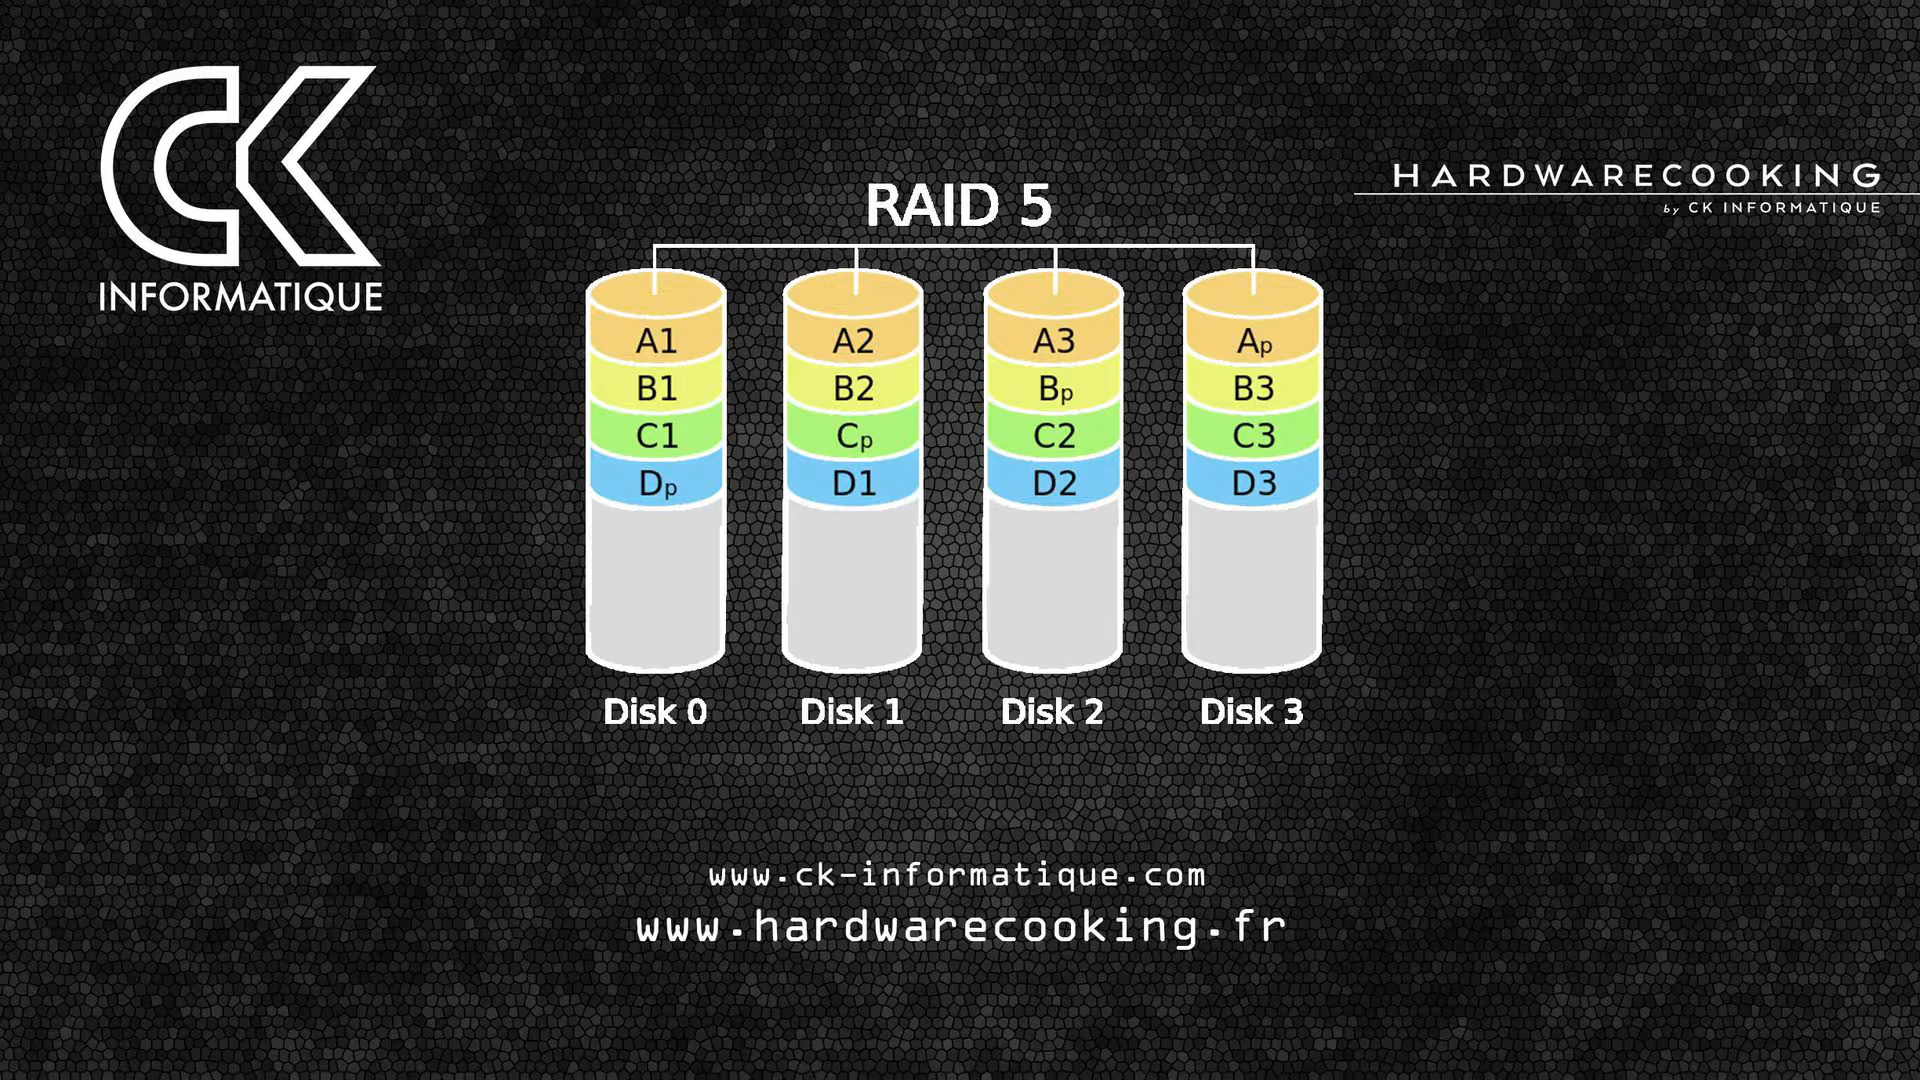 CK
INFORMATIQUE
HARDWARECOOKING
by CK INFORMATIQUE
RAID 5
A1 A2 A3 Ap
B1 B2 Bp B3
C1 Cp C2 C3
Dp D1 D2 D3
Disk 0 Disk 1 Disk 2 Disk 3
www.ck-informatique.com
www.hardwarecooking.fr